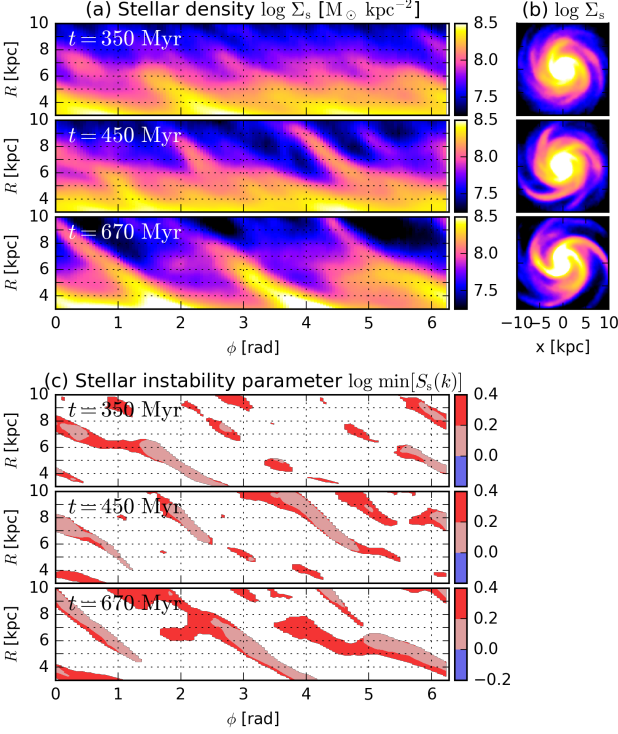 (a) Stellar density log Σs [M⊙ kpc−2]
(b) log Σs
10
8
6
4
R [kpc]
t = 350 Myr
8.5
8.0
7.5
10
8
6
4
R [kpc]
t = 450 Myr
8.5
8.0
7.5
10
8
6
4
R [kpc]
t = 670 Myr
8.5
8.0
7.5
0 1 2 3 4 5 6
ϕ [rad]
−10 −5 0 5 10
x [kpc]
(c) Stellar instability parameter log min[Ss(k)]
10
8
6
4
R [kpc]
t = 350 Myr
0.4
0.2
0.0
10
8
6
4
R [kpc]
t = 450 Myr
0.4
0.2
0.0
10
8
6
4
R [kpc]
t = 670 Myr
0.4
0.2
0.0
−0.2
0 1 2 3 4 5 6
ϕ [rad]